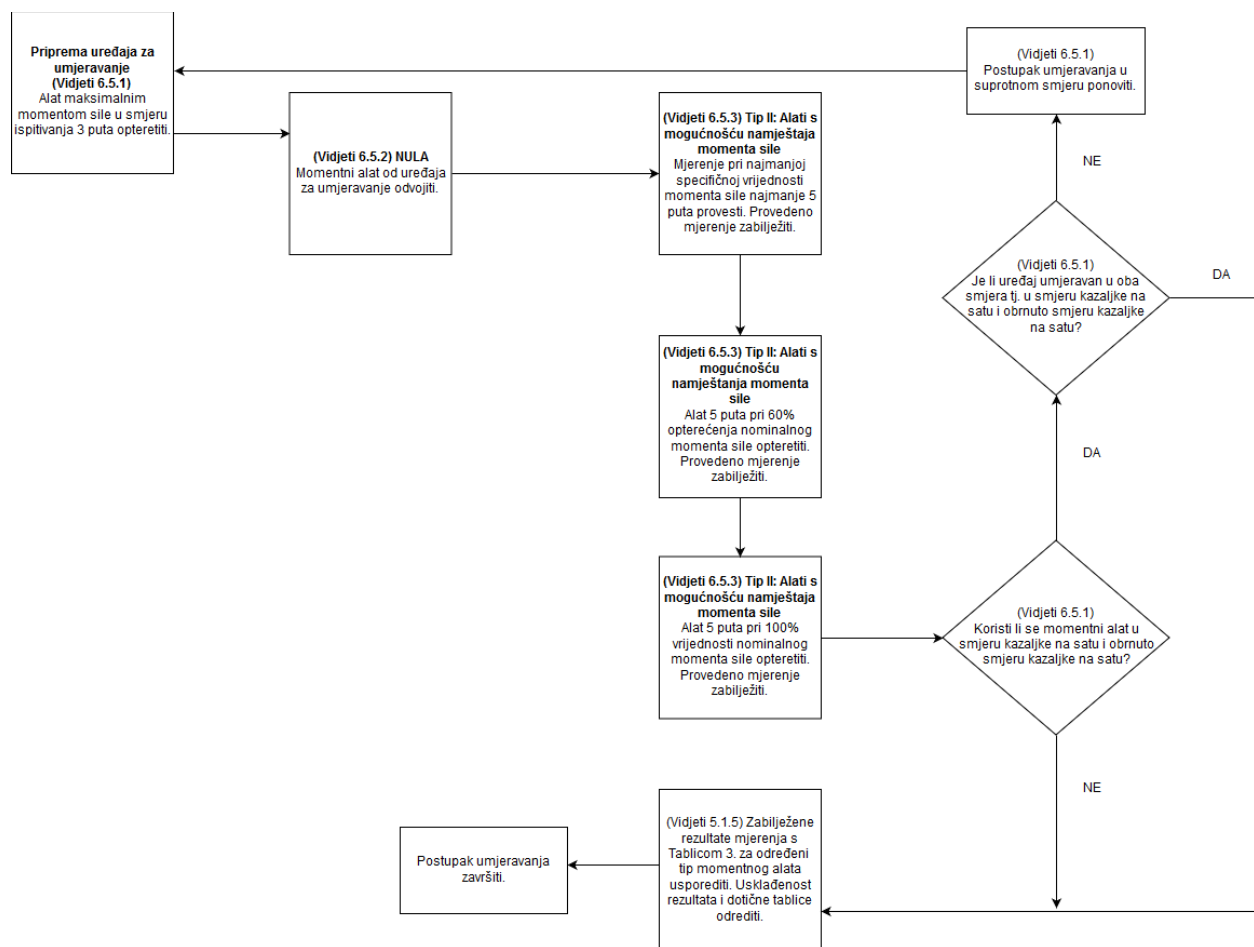 Priprema uređaja za
umjeravanje
(Vidjeti 6.5.1)
Alat maksimalnim
momentom sile u smjeru
ispitivanja 3 puta opteretiti.
(Vidjeti 6.5.2) NULA
Momentni alat od uređaja
za umjeravanje odvojiti.
(Vidjeti 6.5.3) Tip II: Alati s
mogućnošću namještaja
momenta sile
Mjerenje pri najmanjoj
specifičnoj vrijednosti
momenta sile najmanje 5
puta provesti. Provedeno
mjerenje zabilježiti.
(Vidjeti 6.5.3) Tip II: Alati s
mogućnošću
namještanja momenta
sile
Alat 5 puta pri 60%
opterećenja nominalnog
momenta sile opteretiti.
Provedeno mjerenje
zabilježiti.
(Vidjeti 6.5.3) Tip II: Alati s
mogućnošću namještaja
momenta sile
Alat 5 puta pri 100%
vrijednosti nominalnog
momenta sile opteretiti.
Provedeno mjerenje
zabilježiti.
(Vidjeti 6.5.1)
Koristi li se momentni alat u
smjeru kazaljke na satu i obrnuto
smjeru kazaljke na satu?
DA
(Vidjeti 6.5.1)
Je li uređaj umjeravan u oba
smjera tj. u smjeru kazaljke na
satu i obrnuto smjeru kazaljke
na satu?
DA
NE
(Vidjeti 6.5.1)
Postupak umjeravanja u
suprotnom smjeru ponoviti.
NE
(Vidjeti 5.1.5) Zabilježene
rezultate mjerenja s
Tablicom 3. za određeni
tip momentnog alata
usporediti. Usklađenost
rezultata i dotične tablice
odrediti.
Postupak umjeravanja
završiti.